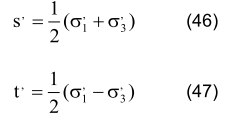 s' = 1/2 (σ'₁ + σ'₃) (46)
t' = 1/2 (σ'₁ − σ'₃) (47)